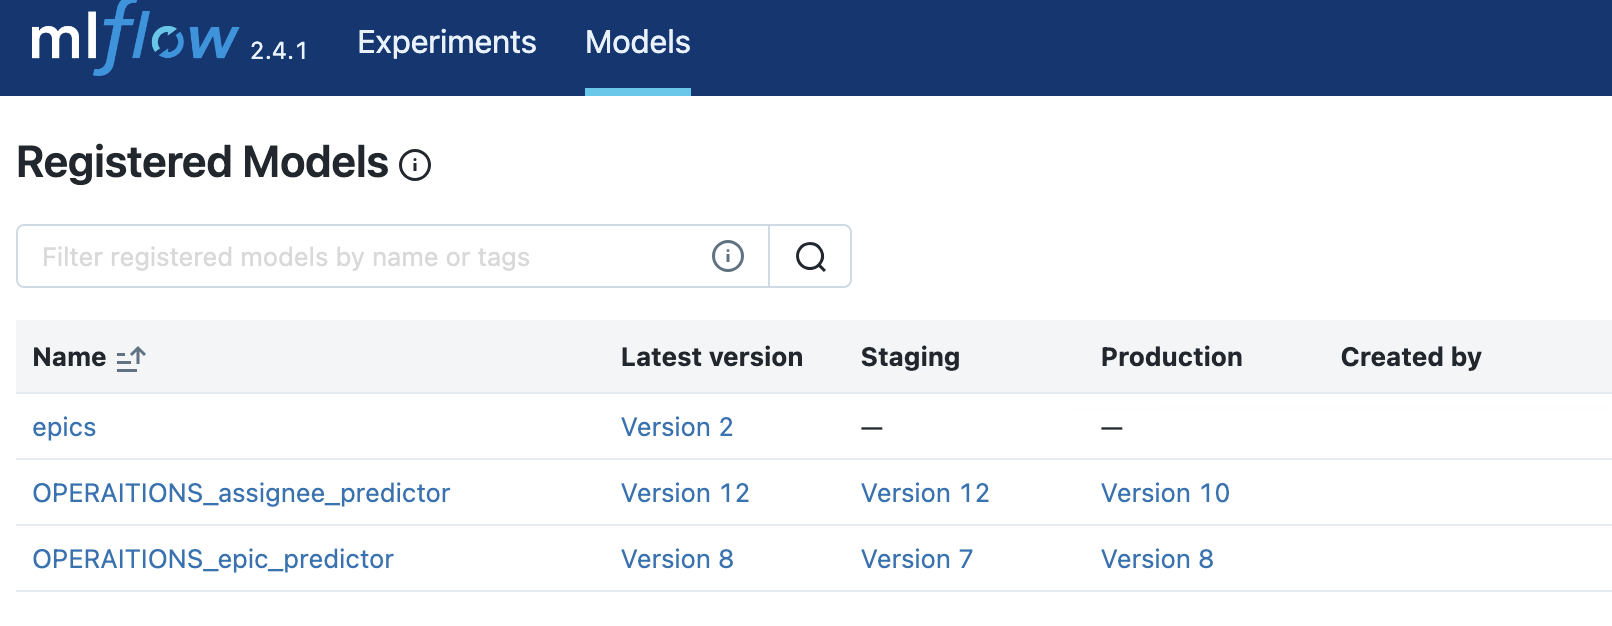 mlflow 2.4.1 Experiments Models
Registered Models
Filter registered models by name or tags
Name Latest version Staging Production Created by
epics Version 2 — —
OPERAITIONS_assignee_predictor Version 12 Version 12 Version 10
OPERAITIONS_epic_predictor Version 8 Version 7 Version 8